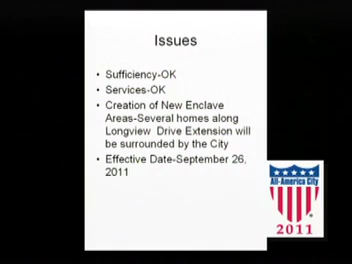 Issues
• Sufficiency-OK
• Services-OK
• Creation of New Enclave
Areas-Several homes along
Longview Drive Extension will
be surrounded by the City
• Effective Date-September 26,
2011
All-America City
2011